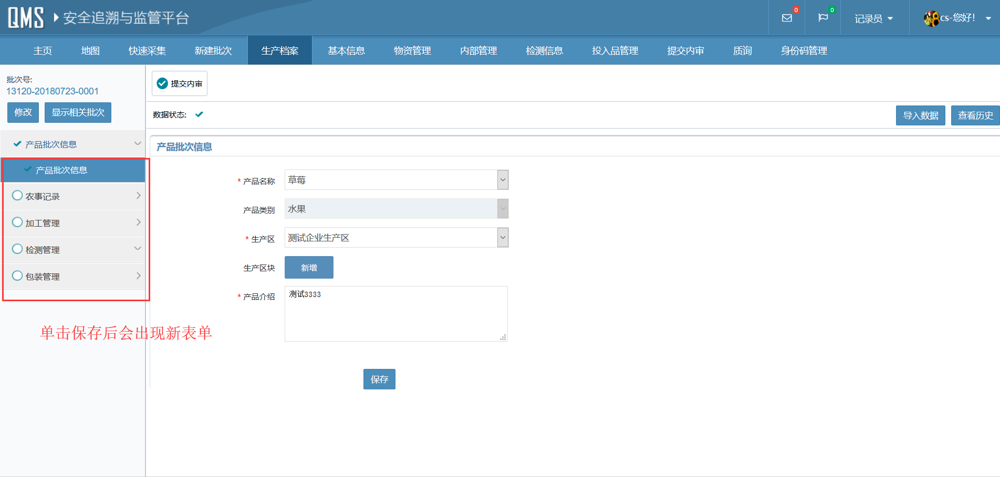 QMS 安全追溯与监管平台
0
0
记录员
cs-您好!
主页 地图 快速采集 新建批次 生产档案 基本信息 物资管理 内部管理 检测信息 投入品管理 提交内审 质询 身份码管理
批次号:
13120-20180723-0001
修改 显示相关批次
产品批次信息
产品批次信息
农事记录
加工管理
检测管理
包装管理
单击保存后会出现新表单
提交内审
数据状态:
导入数据 查看历史
产品批次信息
* 产品名称 草莓
产品类别 水果
* 生产区 测试企业生产区
生产区块 新增
* 产品介绍 测试3333
保存